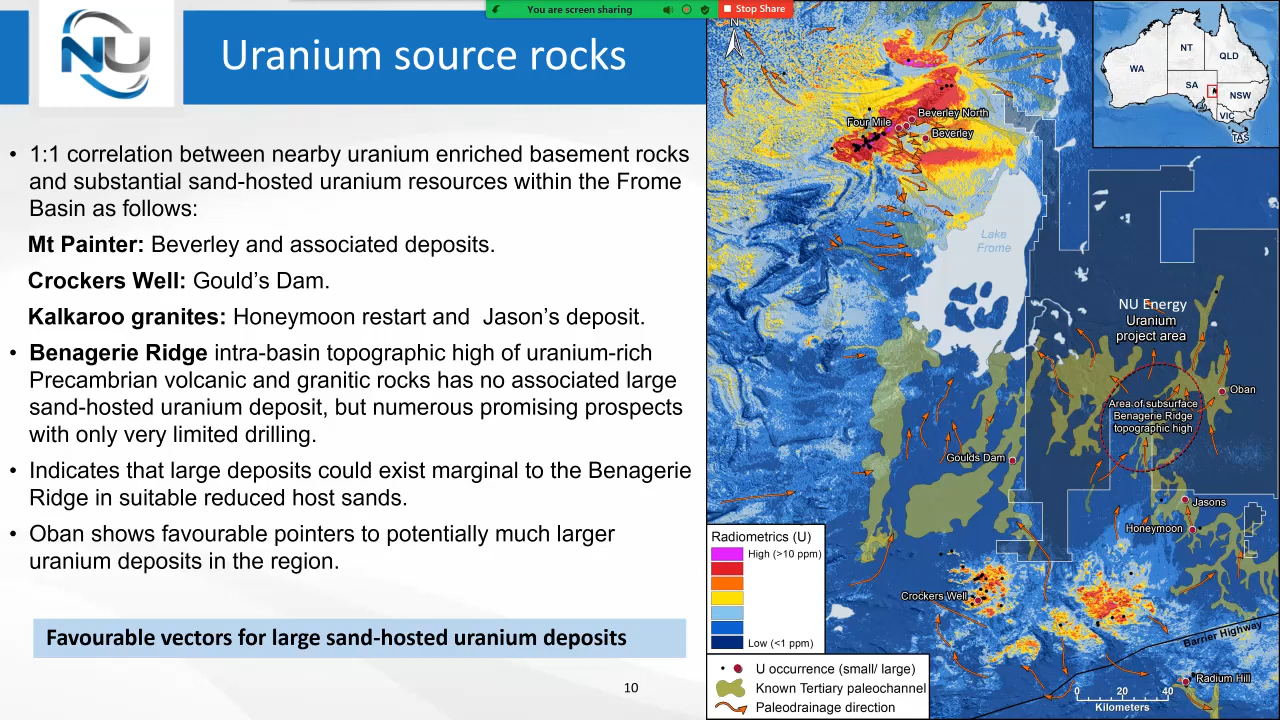 You are screen sharing
Stop Share
NU
Uranium source rocks
• 1:1 correlation between nearby uranium enriched basement rocks
and substantial sand-hosted uranium resources within the Frome
Basin as follows:
Mt Painter: Beverley and associated deposits.
Crockers Well: Gould’s Dam.
Kalkaroo granites: Honeymoon restart and Jason’s deposit.
• Benagerie Ridge intra-basin topographic high of uranium-rich
Precambrian volcanic and granitic rocks has no associated large
sand-hosted uranium deposit, but numerous promising prospects
with only very limited drilling.
• Indicates that large deposits could exist marginal to the Benagerie
Ridge in suitable reduced host sands.
• Oban shows favourable pointers to potentially much larger
uranium deposits in the region.
Favourable vectors for large sand-hosted uranium deposits
10
N
WA
NT
QLD
SA
NSW
VIC
TAS
Four Mile
Beverley North
Beverley
Lake
Frome
NU Energy
Uranium
project area
Oban
Area of subsurface
Benagerie Ridge
topographic high
Goulds Dam
Jasons
Honeymoon
Crockers Well
Barrier Highway
Radium Hill
Radiometrics (U)
High (>10 ppm)
Low (<1 ppm)
U occurrence (small/ large)
Known Tertiary paleochannel
Paleodrainage direction
0 20 40
Kilometers